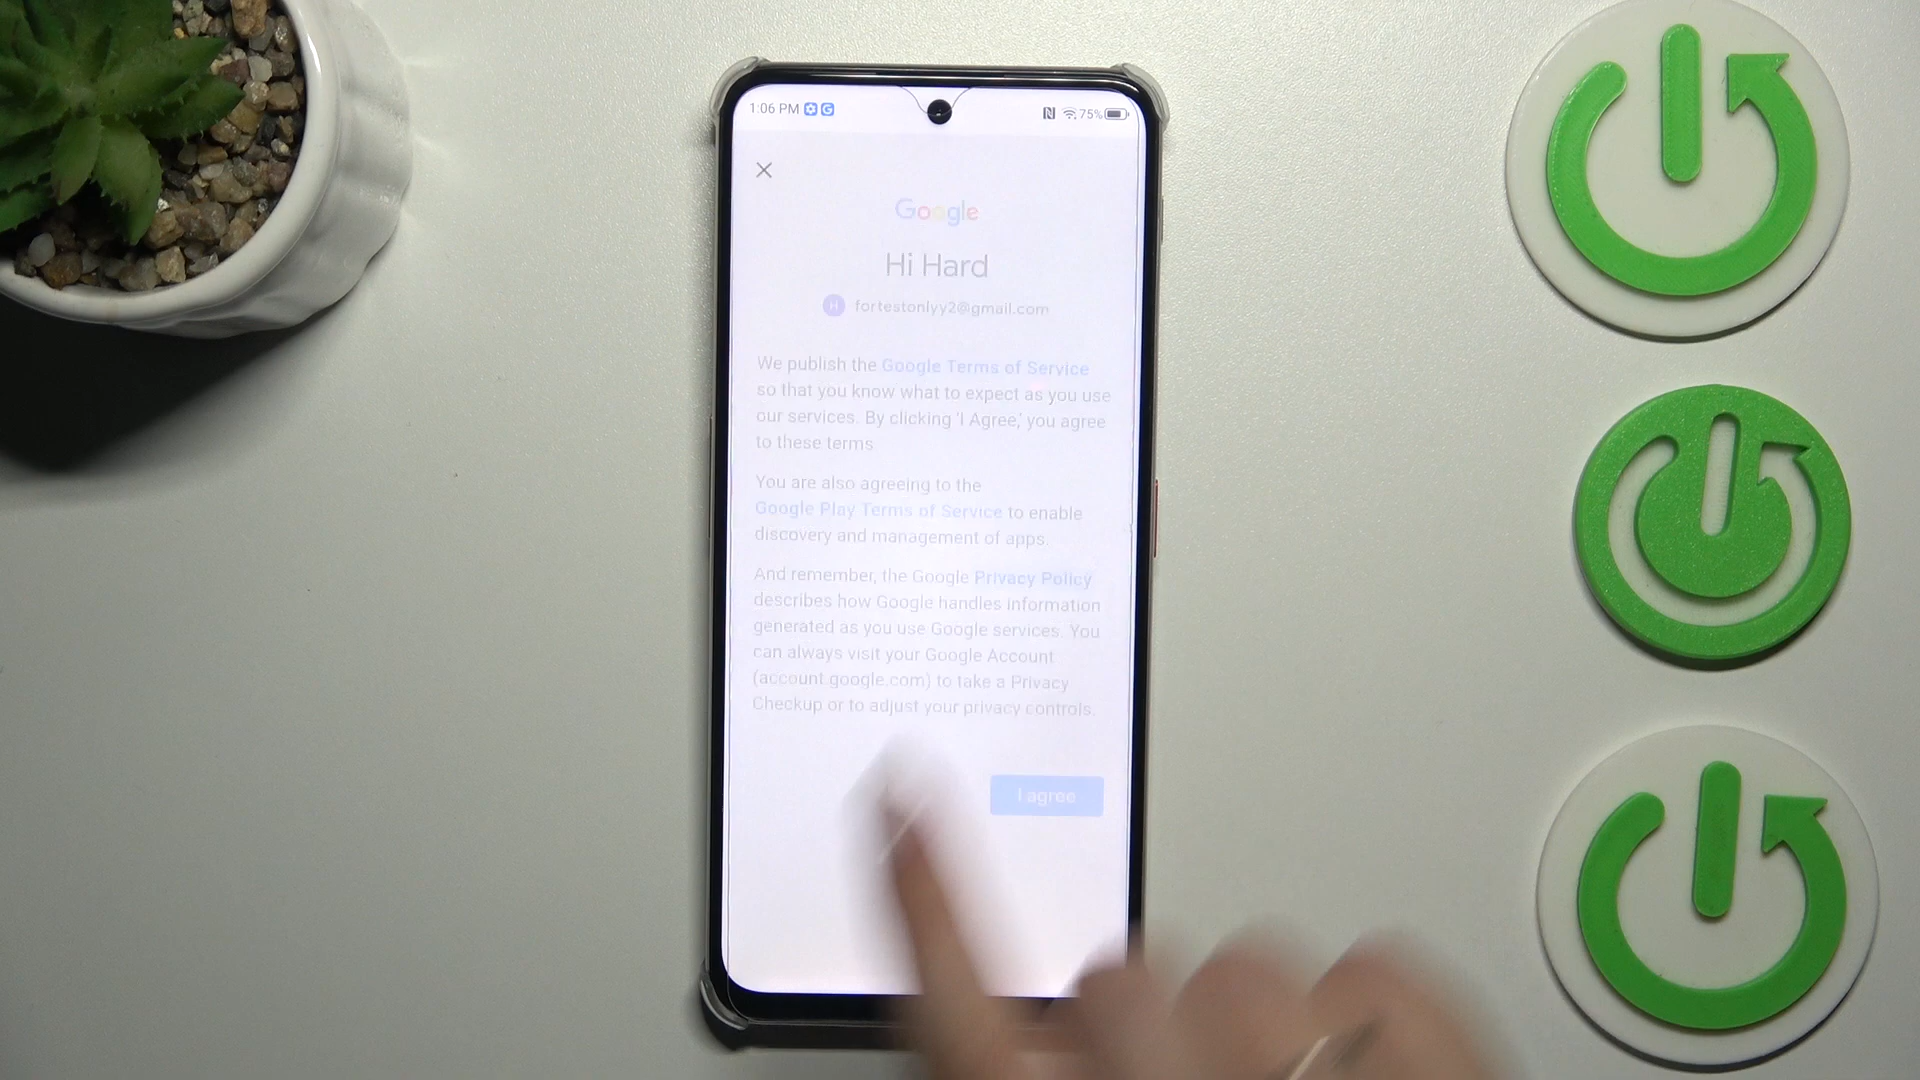 1:06 PM
75%
Google
Hi Hard
H fortestonlyy2@gmail.com
We publish the Google Terms of Service
so that you know what to expect as you use
our services. By clicking 'I Agree,' you agree
to these terms
You are also agreeing to the
Google Play Terms of Service to enable
discovery and management of apps.
And remember, the Google Privacy Policy
describes how Google handles information
generated as you use Google services. You
can always visit your Google Account
(account.google.com) to take a Privacy
Checkup or to adjust your privacy controls.
I agree